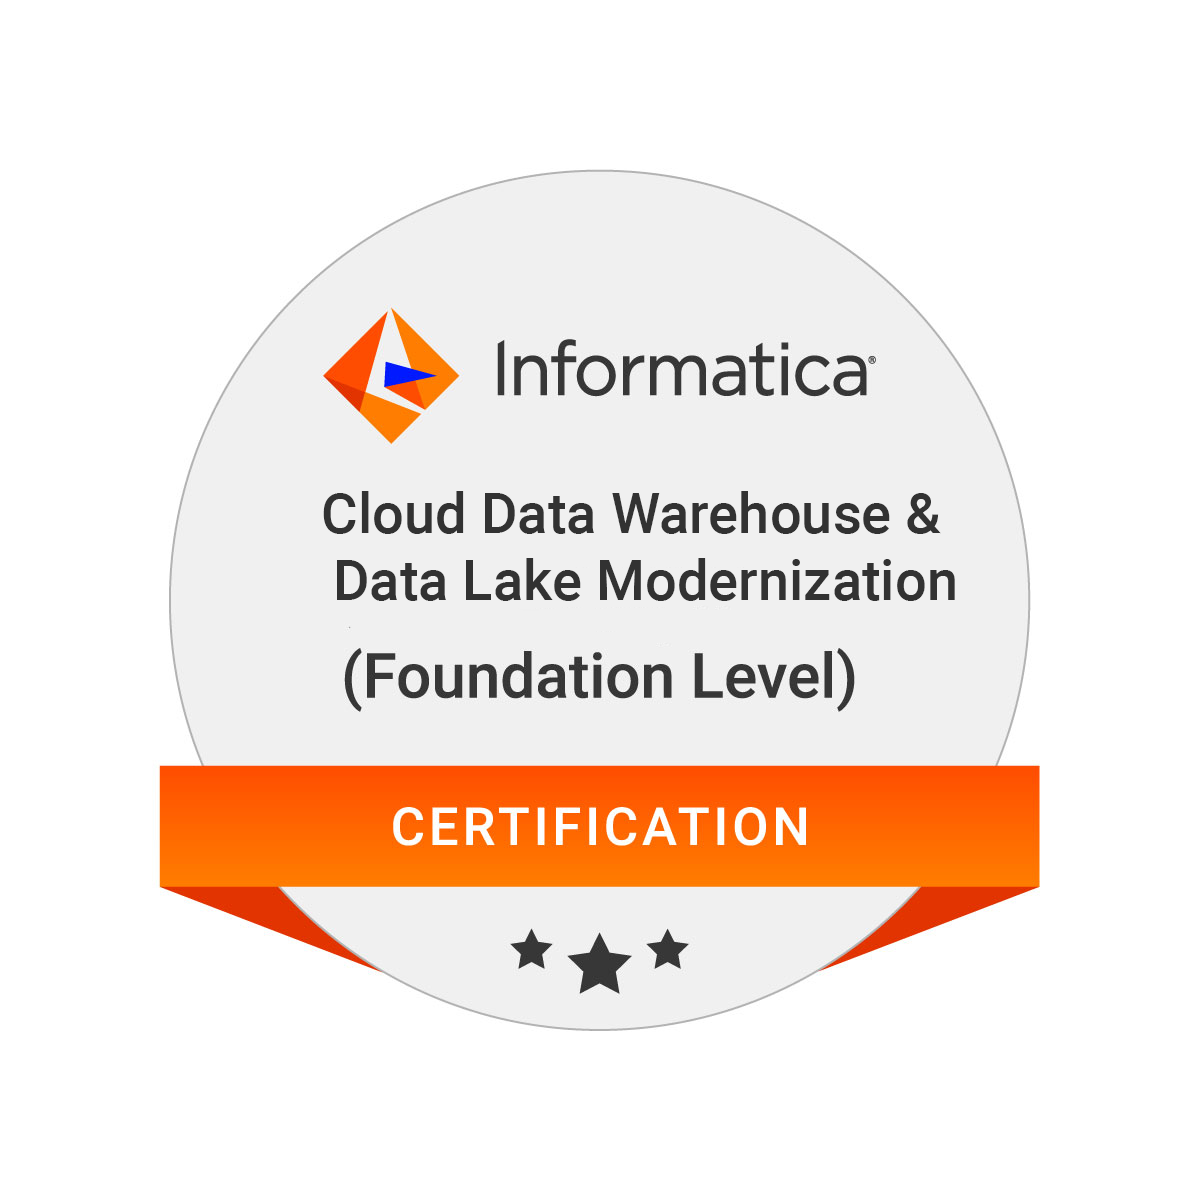 Informatica®
Cloud Data Warehouse &
Data Lake Modernization
(Foundation Level)
CERTIFICATION